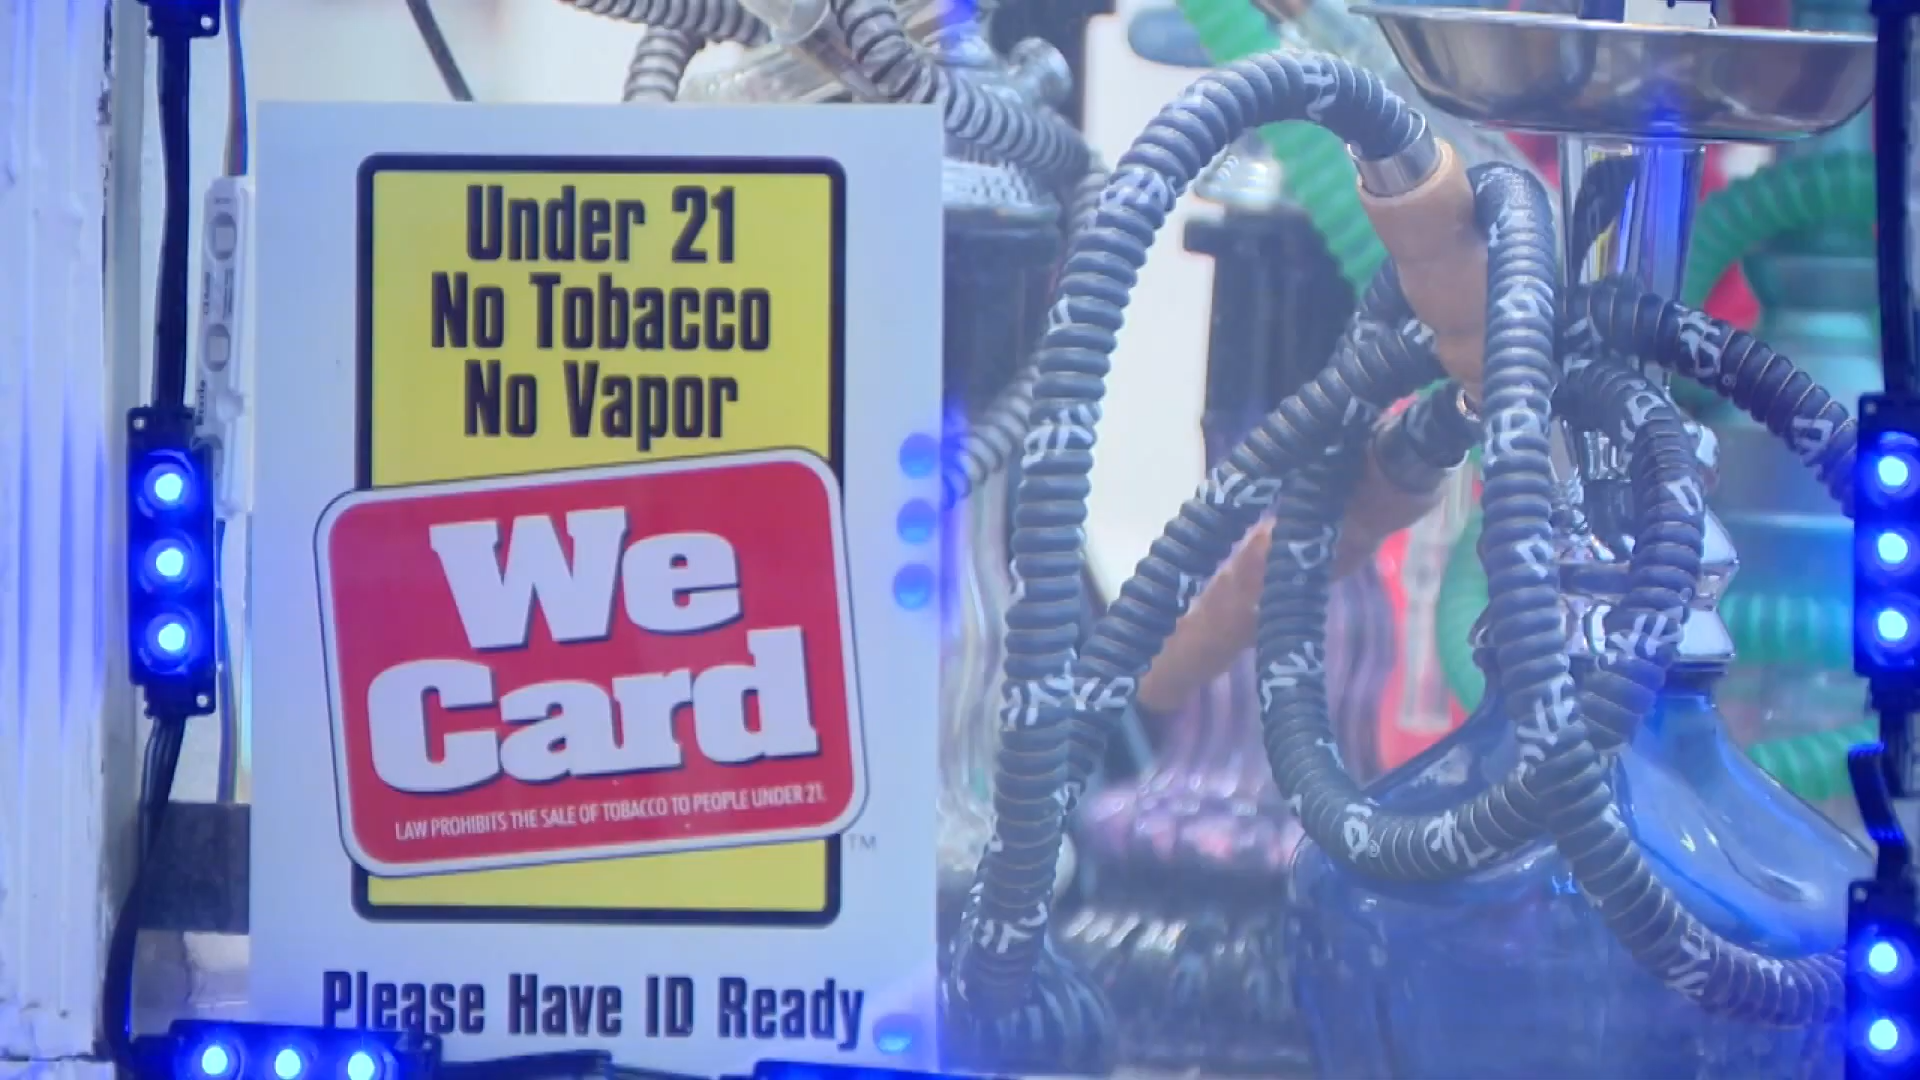 Under 21
No Tobacco
No Vapor
We
Card
LAW PROHIBITS THE SALE OF TOBACCO TO PEOPLE UNDER 21.
TM
Please Have ID Ready